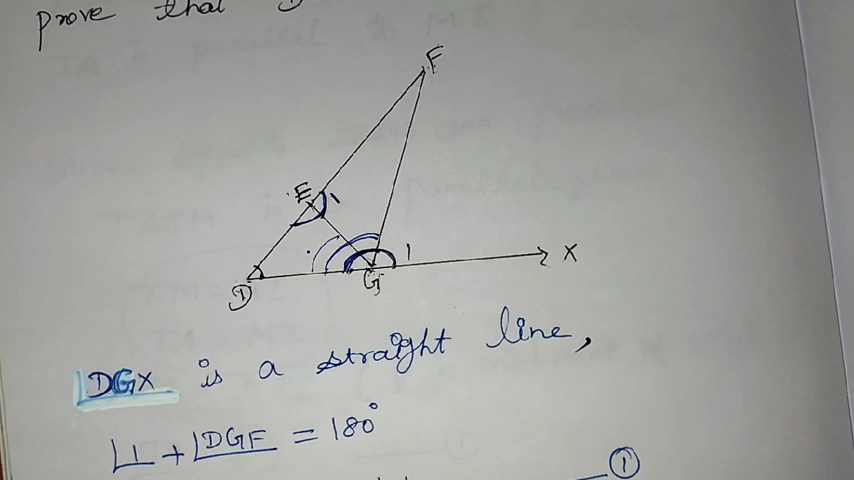 prove that
F
E
1
1
X
D
G
∠DGX is a straight line,
∠1 + ∠DGF = 180°
①